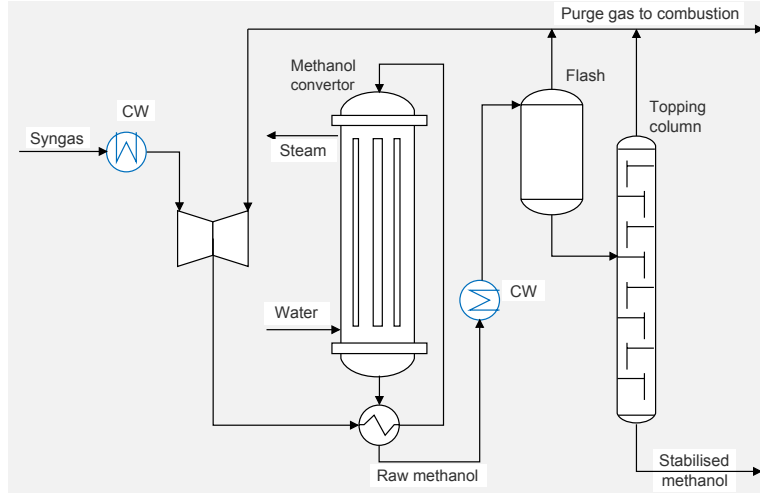 Purge gas to combustion
Methanol
convertor
Flash
CW
Topping
column
Syngas
Steam
CW
Water
Raw methanol
Stabilised
methanol